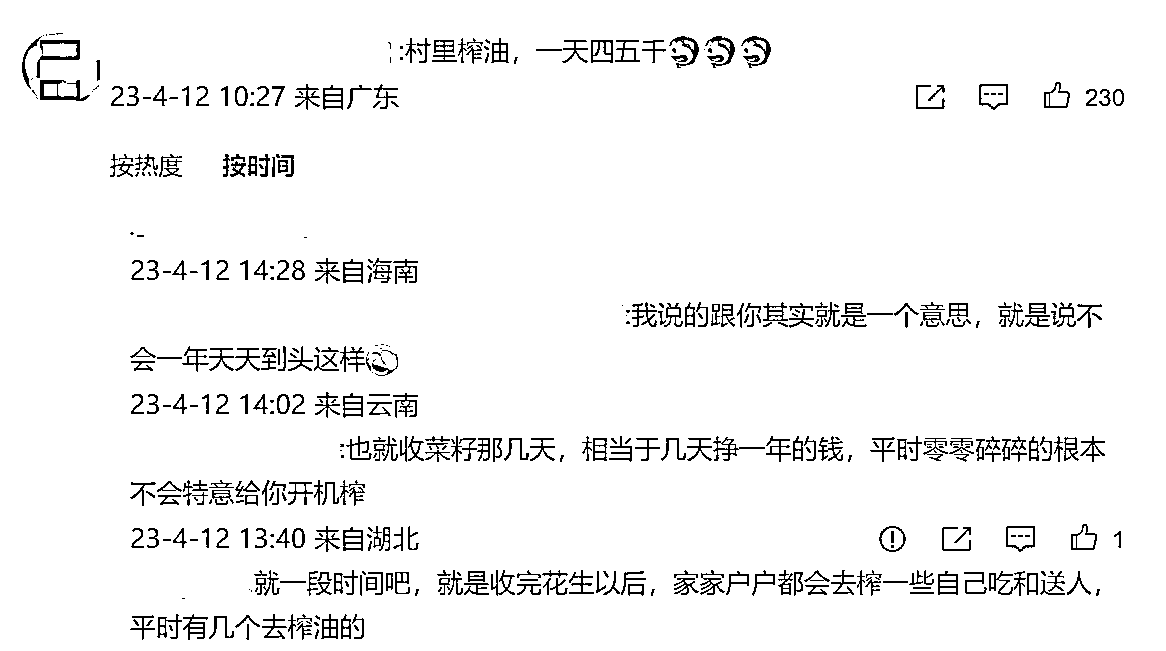 :村里榨油，一天四五千
23-4-12 10:27 来自广东
230
按热度 按时间
23-4-12 14:28 来自海南
:我说的跟你其实就是一个意思，就是说不
会一年天天到头这样
23-4-12 14:02 来自云南
:也就收菜籽那几天，相当于几天挣一年的钱，平时零零碎碎的根本
不会特意给你开机榨
23-4-12 13:40 来自湖北
1
就一段时间吧，就是收完花生以后，家家户户都会去榨一些自己吃和送人，
平时有几个去榨油的